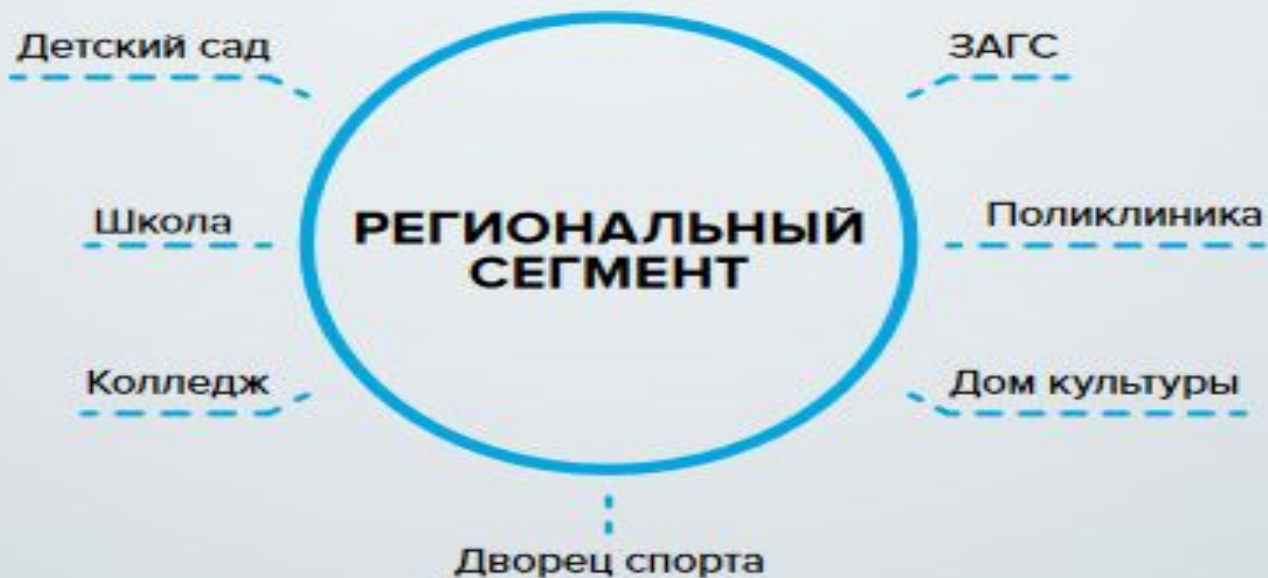 Детский сад
ЗАГС
Школа
РЕГИОНАЛЬНЫЙ
СЕГМЕНТ
Поликлиника
Колледж
Дом культуры
Дворец спорта